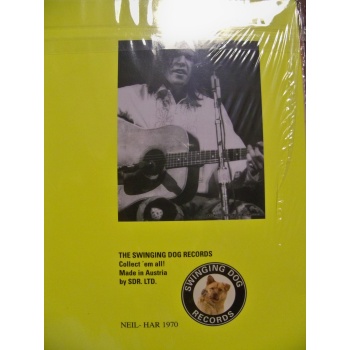 THE SWINGING DOG RECORDS
Collect ´em all!
Made in Austria
by SDR. LTD.
SWINGING DOG
RECORDS
NEIL- HAR 1970